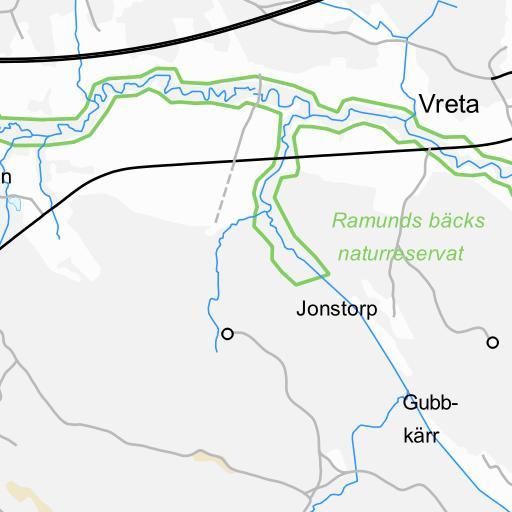 Vreta
n
Ramunds bäcks
naturreservat
Jonstorp
Gubb-
kärr